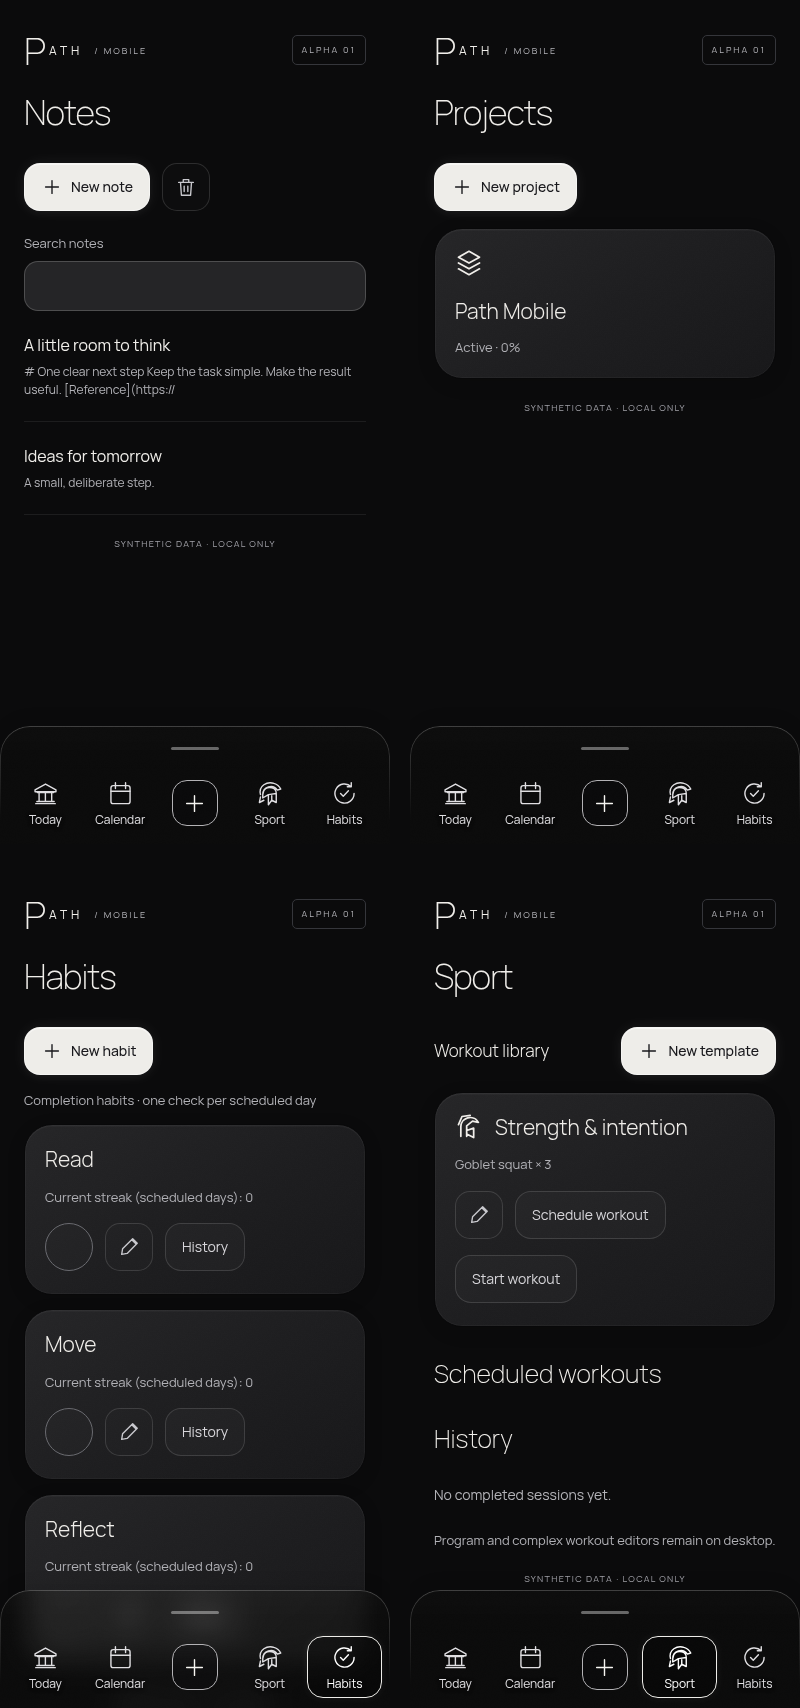 PATH / MOBILE
ALPHA 01
Notes
New note
Search notes
A little room to think
# One clear next step Keep the task simple. Make the result
useful. [Reference](https://
Ideas for tomorrow
A small, deliberate step.
SYNTHETIC DATA · LOCAL ONLY
Today
Calendar
Sport
Habits
PATH / MOBILE
ALPHA 01
Projects
New project
Path Mobile
Active · 0%
SYNTHETIC DATA · LOCAL ONLY
Today
Calendar
Sport
Habits
PATH / MOBILE
ALPHA 01
Habits
New habit
Completion habits · one check per scheduled day
Read
Current streak (scheduled days): 0
History
Move
Current streak (scheduled days): 0
History
Reflect
Current streak (scheduled days): 0
Today
Calendar
Sport
Habits
PATH / MOBILE
ALPHA 01
Sport
Workout library
New template
Strength & intention
Goblet squat × 3
Schedule workout
Start workout
Scheduled workouts
History
No completed sessions yet.
Program and complex workout editors remain on desktop.
SYNTHETIC DATA · LOCAL ONLY
Today
Calendar
Sport
Habits